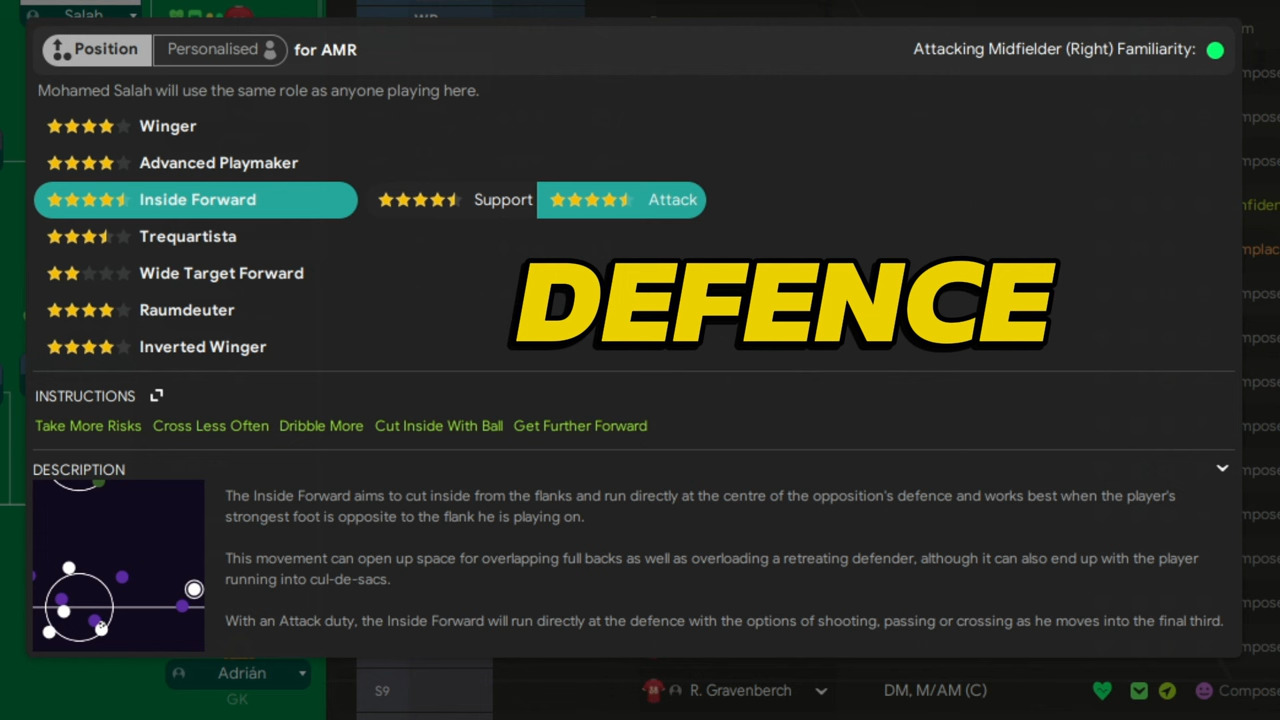 Salah
WB
Position Personalised for AMR Attacking Midfielder (Right) Familiarity:
Mohamed Salah will use the same role as anyone playing here.
Winger
Advanced Playmaker
Inside Forward Support Attack
Trequartista
Wide Target Forward
Raumdeuter
Inverted Winger
DEFENCE
INSTRUCTIONS
Take More Risks Cross Less Often Dribble More Cut Inside With Ball Get Further Forward
DESCRIPTION
The Inside Forward aims to cut inside from the flanks and run directly at the centre of the opposition's defence and works best when the player's
strongest foot is opposite to the flank he is playing on.
This movement can open up space for overlapping full backs as well as overloading a retreating defender, although it can also end up with the player
running into cul-de-sacs.
With an Attack duty, the Inside Forward will run directly at the defence with the options of shooting, passing or crossing as he moves into the final third.
Adrián
GK
S9 R. Gravenberch DM, M/AM (C) Compose